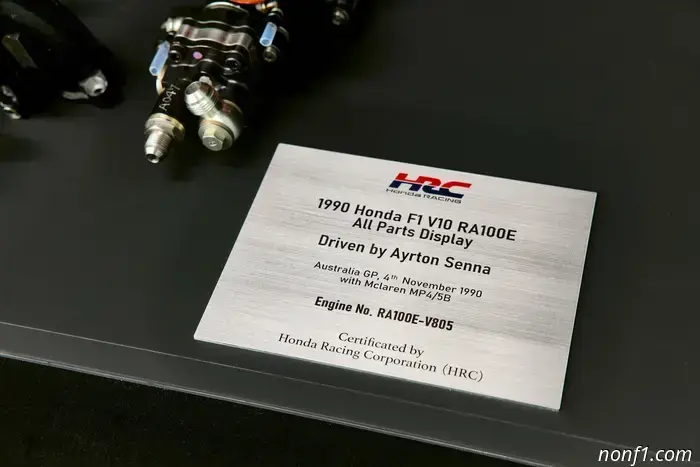 A047
HRC
Honda RACING
1990 Honda F1 V10 RA100E
All Parts Display
Driven by Ayrton Senna
Australia GP, 4th November 1990
with Mclaren MP4/5B
Engine No. RA100E-V805
Certificated by
Honda Racing Corporation (HRC)
nonf1.com